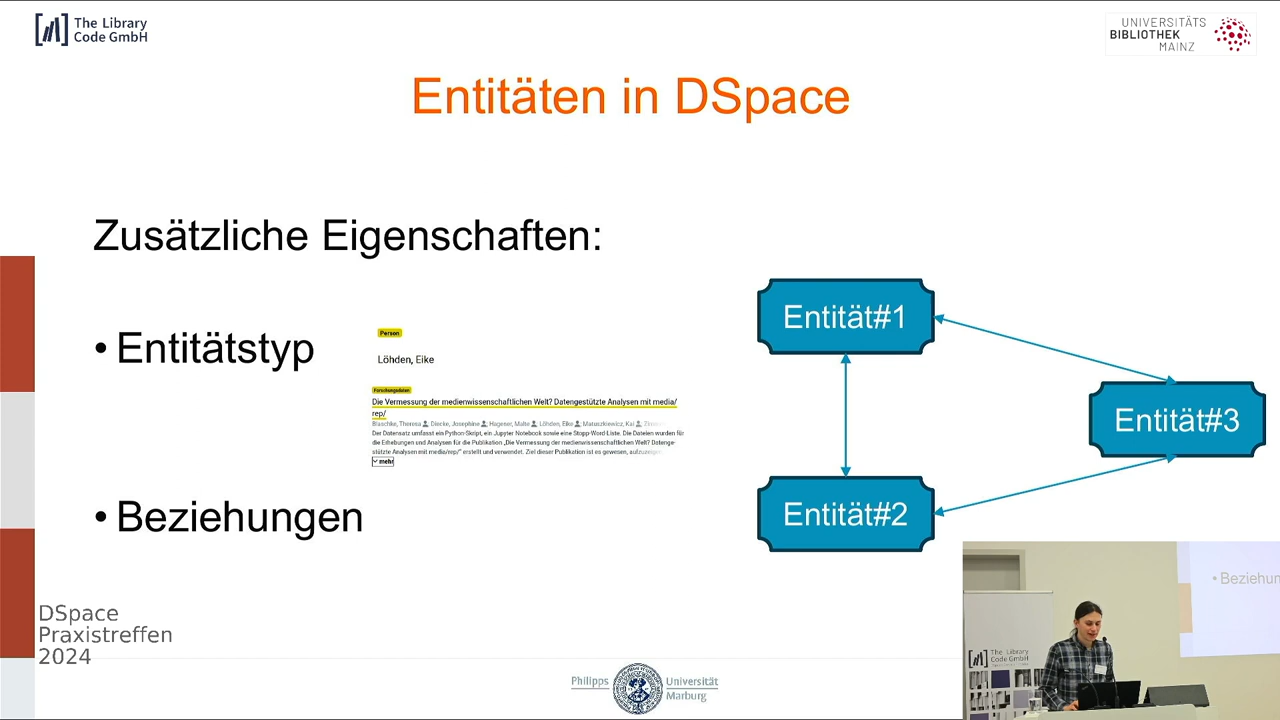 The Library
Code GmbH
UNIVERSITÄTS
BIBLIOTHEK
MAINZ
Entitäten in DSpace
Zusätzliche Eigenschaften:
• Entitätstyp
Person
Löhden, Eike
Forschungsdaten
Die Vermessung der medienwissenschaftlichen Welt? Datengestützte Analysen mit media/
rep/
Blaschke, Theresa Diecke, Josephine Hagener, Malte Löhden, Eike Matuszkiewicz, Kai
Der Datensatz umfasst ein Python-Skript, ein Jupyter Notebook sowie eine Stopp-Word-Liste. Die Dateien wurden für
die Erhebungen und Analysen für die Publikation „Die Vermessung der medienwissenschaftlichen Welt? Datenge-
stützte Analysen mit media/rep/" erstellt und verwendet. Ziel dieser Publikation ist es gewesen,
mehr
• Beziehungen
Entität#1
Entität#3
Entität#2
DSpace
Praxistreffen
2024
Philipps
Universität
Marburg
• Beziehun
The Library
Code GmbH